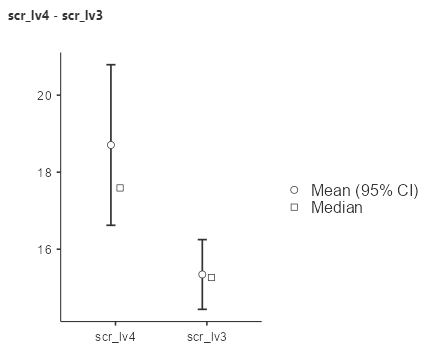 scr_lv4 - scr_lv3
20
18
16
scr_lv4 scr_lv3
Mean (95% CI)
Median